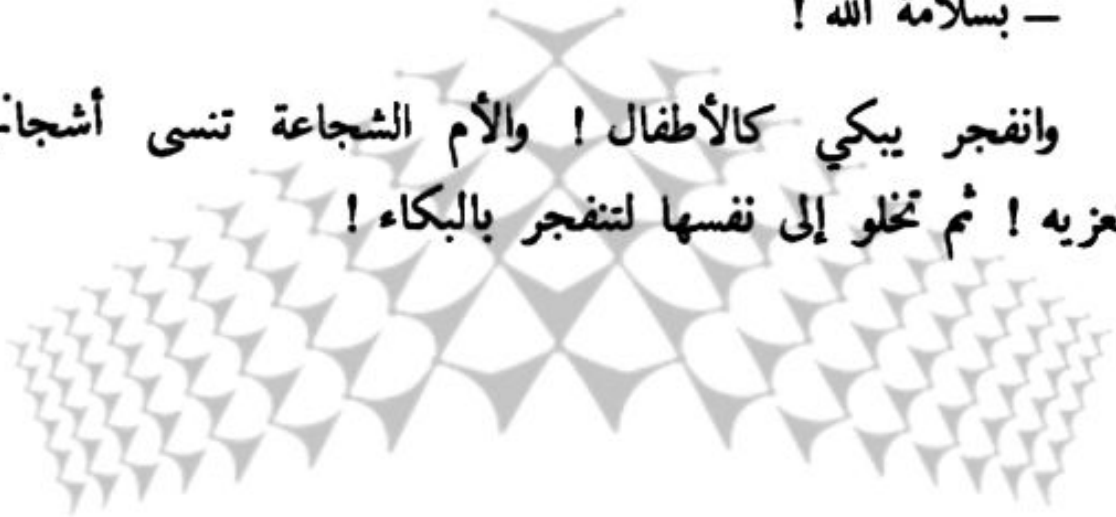 — بسلامة الله !
وانفجر يبكي كالأطفال ! والأم الشجاعة تنسى
! ثم تخلو إلى نفسها لتنفجر بالبكاء !